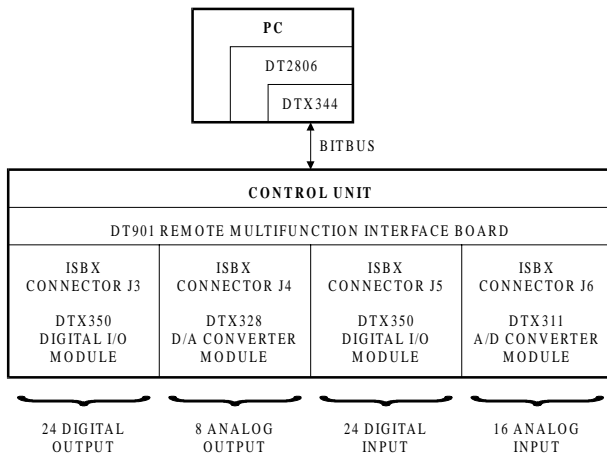 PC
DT2806
DTX344
BITBUS
CONTROL UNIT
DT901 REMOTE MULTIFUNCTION INTERFACE BOARD
ISBX
CONNECTOR J3
DTX350
DIGITAL I/O
MODULE
ISBX
CONNECTOR J4
DTX328
D/A CONVERTER
MODULE
ISBX
CONNECTOR J5
DTX350
DIGITAL I/O
MODULE
ISBX
CONNECTOR J6
DTX311
A/D CONVERTER
MODULE
24 DIGITAL
OUTPUT
8 ANALOG
OUTPUT
24 DIGITAL
INPUT
16 ANALOG
INPUT